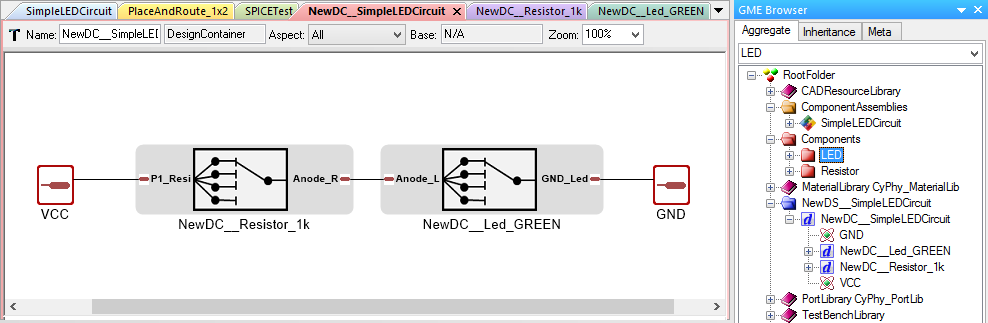 SimpleLEDCircuit PlaceAndRoute_1x2 SPICETest NewDC__SimpleLEDCircuit NewDC__Resistor_1k NewDC__Led_GREEN
Name: NewDC__SimpleLE DesignContainer Aspect: All Base: N/A Zoom: 100%
P1_Resi Anode_R Anode_L GND_Led
VCC NewDC__Resistor_1k NewDC__Led_GREEN GND
GME Browser
Aggregate Inheritance Meta
LED
RootFolder
CADResourceLibrary
ComponentAssemblies
SimpleLEDCircuit
Components
LED
Resistor
MaterialLibrary CyPhy_MaterialLib
NewDS__SimpleLEDCircuit
NewDC__SimpleLEDCircuit
GND
NewDC__Led_GREEN
NewDC__Resistor_1k
VCC
PortLibrary CyPhy_PortLib
TestBenchLibrary